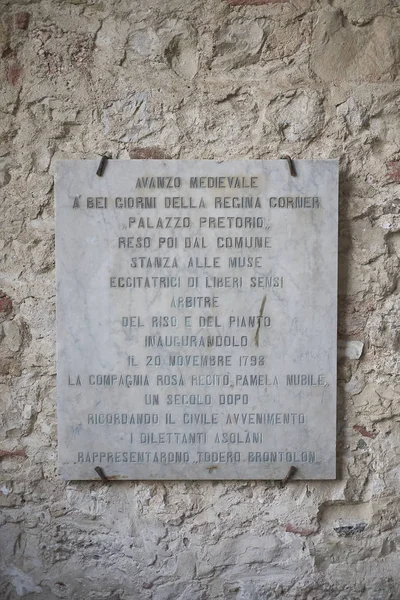 AVANZO MEDIEVALE
A' BEI GIORNI DELLA REGINA CORNER
„PALAZZO PRETORIO„
RESO POI DAL COMUNE
STANZA ALLE MUSE
ECCITATRICI DI LIBERI SENSI
ARBITRE
DEL RISO E DEL PIANTO
INAUGURANDOLO
IL 20 NOVEMBRE 1798
LA COMPAGNIA ROSA RECITÒ „PAMELA NUBILE„
UN SECOLO DOPO
RICORDANDO IL CIVILE AVVENIMENTO
I DILETTANTI ASOLANI
RAPPRESENTARONO „TODERO BRONTOLON„